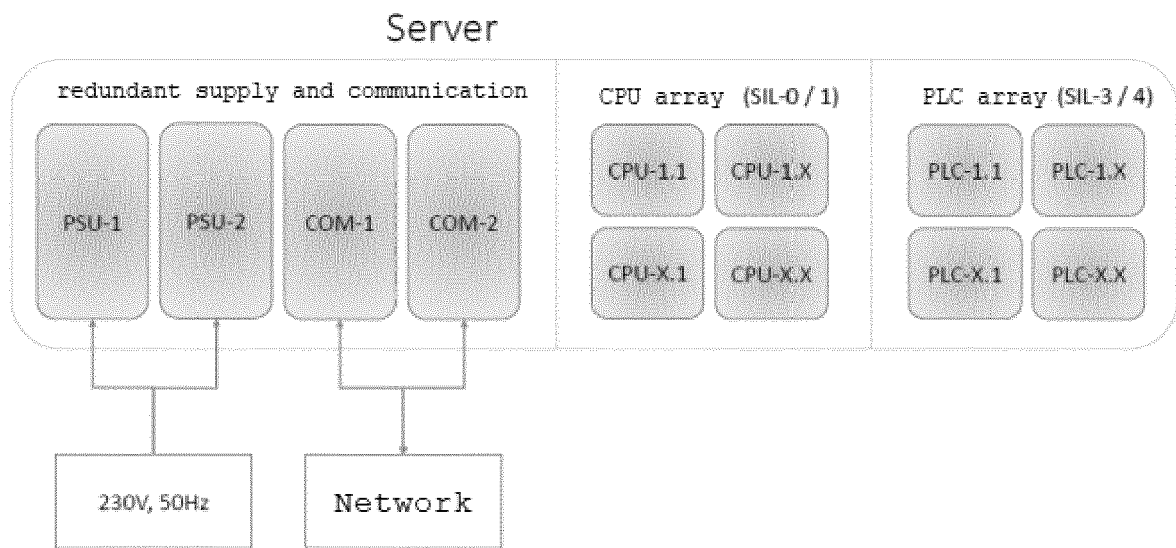 Server
redundant supply and communication
CPU array (SIL-0 / 1)
PLC array (SIL-3 / 4)
PSU-1
PSU-2
COM-1
COM-2
CPU-1.1
CPU-1.X
CPU-X.1
CPU-X.X
PLC-1.1
PLC-1.X
PLC-X.1
PLC-X.X
230V, 50Hz
Network